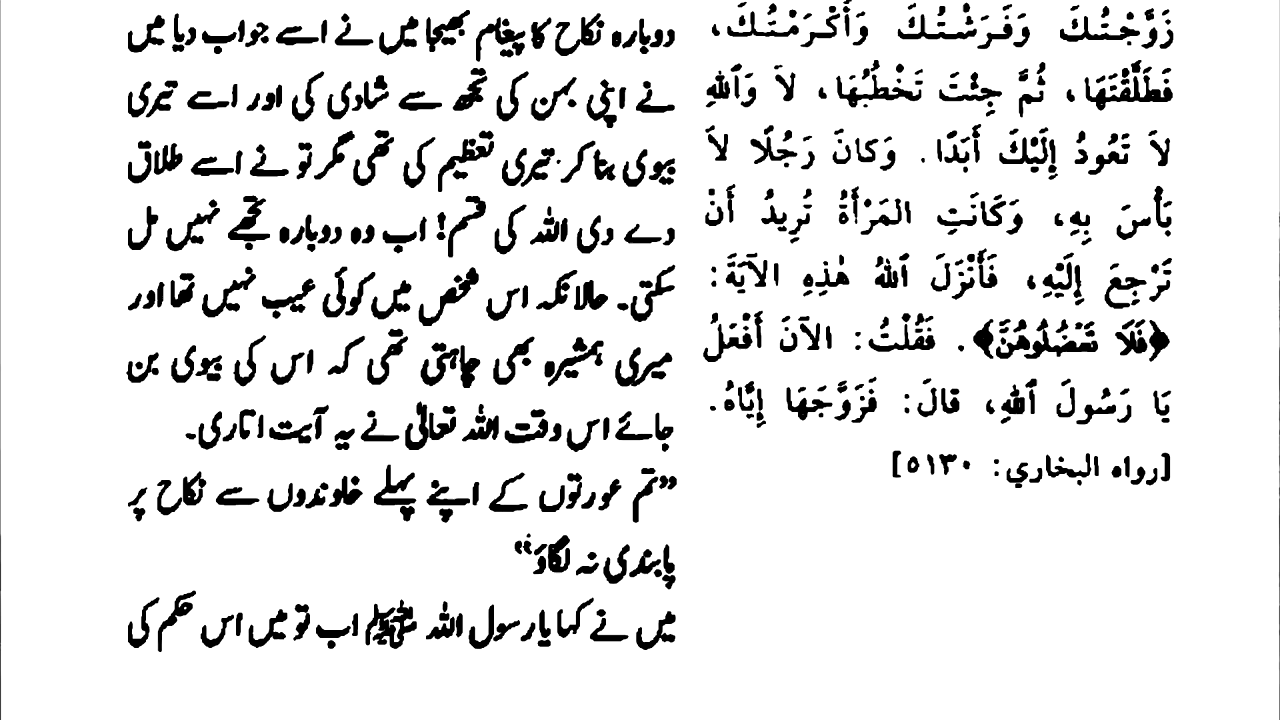 زَوَّجْتُكَ وَفَرَشْتُكَ وَأَكْرَمْتُكَ،
فَطَلَّقْتَهَا، ثُمَّ جِئْتَ تَخْطُبُهَا، لاَ وَٱللهِ
لاَ تَعُودُ إِلَيْكَ أَبَدًا. وَكانَ رَجُلًا لاَ
بَأْسَ بِهِ، وَكَانَتِ المَرْأَةُ تُرِيدُ أَنْ
تَرْجِعَ إِلَيْهِ، فَأَنْزَلَ ٱللهُ هٰذِهِ الآيَةَ:
﴿فَلَا تَعْضُلُوهُنَّ﴾. فَقُلْتُ: الآنَ أَفْعَلُ
يَا رَسُولَ ٱللهِ، قالَ: فَزَوَّجَهَا إِيَّاهُ.
[رواه البخاري: ٥١٣٠]
دوبارہ نکاح کا پیغام بھیجا میں نے اسے جواب دیا میں
نے اپنی بہن کی تجھ سے شادی کی اور اسے تیری
بیوی بنا کر تیری تعظیم کی تھی مگر تو نے اسے طلاق
دے دی اللہ کی قسم! اب وہ دوبارہ تجھے نہیں مل
سکتی۔ حالانکہ اس شخص میں کوئی عیب نہیں تھا اور
میری ہمشیرہ بھی چاہتی تھی کہ اس کی بیوی بن
جائے اس وقت اللہ تعالیٰ نے یہ آیت اتاری۔
”تم عورتوں کے اپنے پہلے خاوندوں سے نکاح پر
پابندی نہ لگاؤ“
میں نے کہا یا رسول اللہ ﷺ اب تو میں اس حکم کی